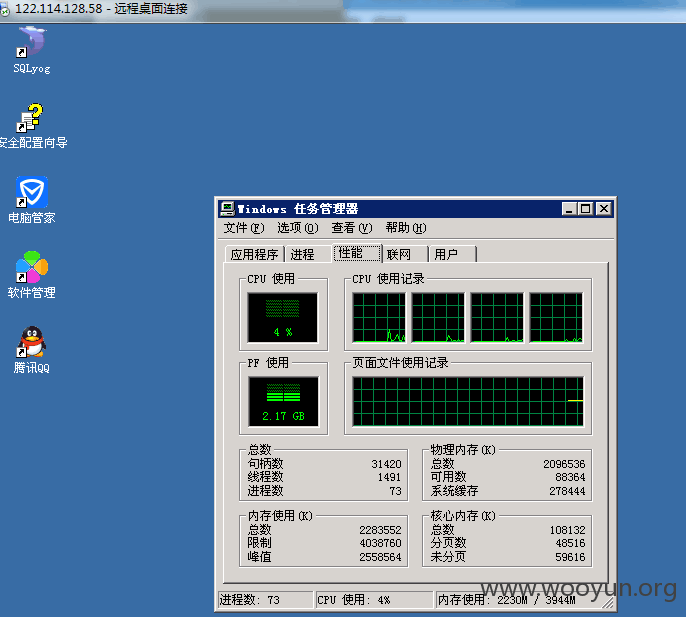 122.114.128.58 - 远程桌面连接
SQLyog
安全配置向导
电脑管家
软件管理
腾讯QQ
Windows 任务管理器
文件(F) 选项(O) 查看(V) 帮助(H)
应用程序 进程 性能 联网 用户
CPU 使用 CPU 使用记录
4 %
PF 使用 页面文件使用记录
2.17 GB
总数 物理内存(K)
句柄数 31420 总数 2096536
线程数 1491 可用数 88364
进程数 73 系统缓存 278444
内存使用(K) 核心内存(K)
总数 2283552 总数 108132
限制 4038760 分页数 48516
峰值 2558564 未分页 59616
进程数: 73 CPU 使用: 4% 内存使用: 2230M / 3944M
www.wooyun.org